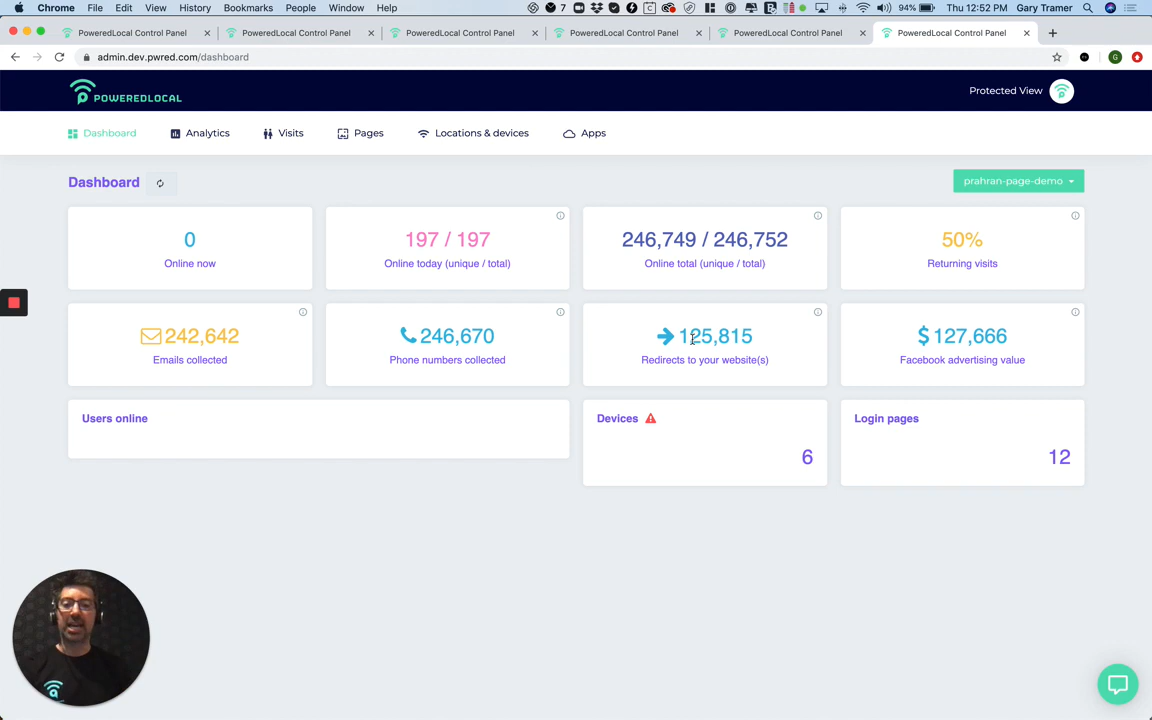 Chrome File Edit View History Bookmarks People Window Help 7 94% Thu 12:52 PM Gary Tramer
PoweredLocal Control Panel PoweredLocal Control Panel PoweredLocal Control Panel PoweredLocal Control Panel PoweredLocal Control Panel PoweredLocal Control Panel
admin.dev.pwred.com/dashboard G
POWEREDLOCAL Protected View
Dashboard Analytics Visits Pages Locations & devices Apps
Dashboard prahran-page-demo
0 197 / 197 246,749 / 246,752 50%
Online now Online today (unique / total) Online total (unique / total) Returning visits
242,642 246,670 125,815 $ 127,666
Emails collected Phone numbers collected Redirects to your website(s) Facebook advertising value
Users online Devices Login pages
6 12